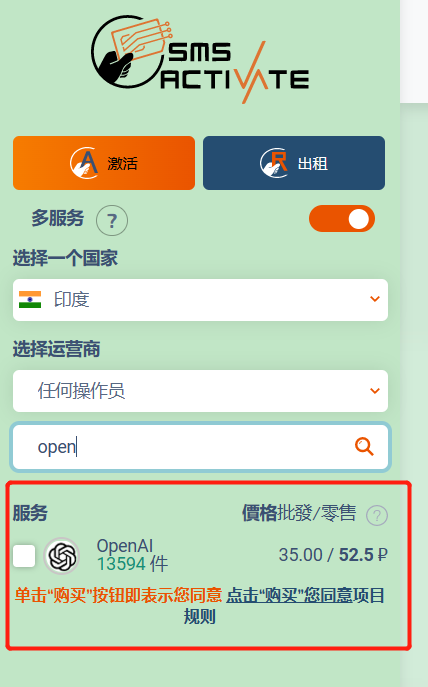 SMS
ACTIVATE
激活
出租
多服务 ?
选择一个国家
印度
选择运营商
任何操作员
open
服务 價格批發/零售 ?
OpenAI
13594 件 35.00 / 52.5 ₽
单击“购买”按钮即表示您同意 点击“购买”您同意项目
规则